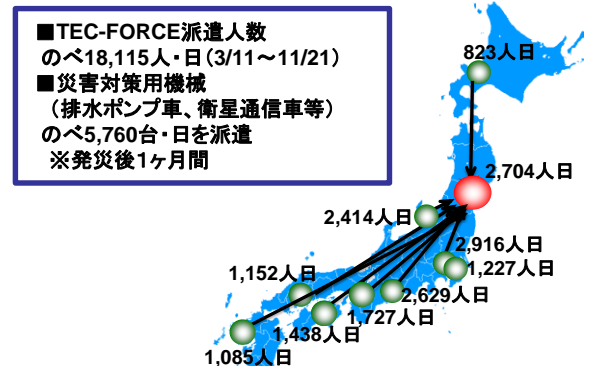 ■TEC-FORCE派遣人数
のべ18,115人・日(3/11～11/21)
■災害対策用機械
(排水ポンプ車、衛星通信車等)
のべ5,760台・日を派遣
※発災後1ヶ月間
823人日
2,704人日
2,414人日
2,916人日
1,227人日
1,152人日
2,629人日
1,727人日
1,438人日
1,085人日